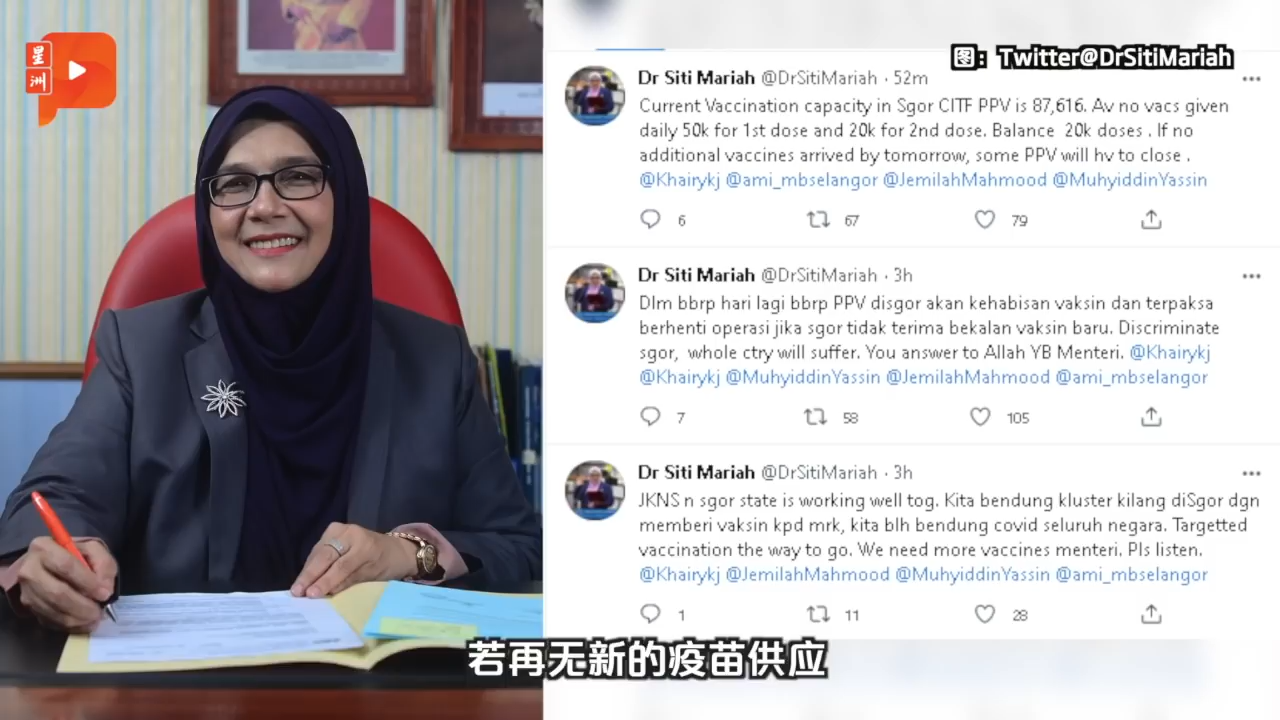 星洲
图：Twitter@DrSitiMariah
Dr Siti Mariah @DrSitiMariah · 52m
Current Vaccination capacity in Sgor CITF PPV is 87,616. Av no vacs given
daily 50k for 1st dose and 20k for 2nd dose. Balance 20k doses . If no
additional vaccines arrived by tomorrow, some PPV will hv to close .
@Khairykj @ami_mbselangor @JemilahMahmood @MuhyiddinYassin
6 67 79
Dr Siti Mariah @DrSitiMariah · 3h
Dlm bbrp hari lagi bbrp PPV disgor akan kehabisan vaksin dan terpaksa
berhenti operasi jika sgor tidak terima bekalan vaksin baru. Discriminate
sgor, whole ctry will suffer. You answer to Allah YB Menteri. @Khairykj
@Khairykj @MuhyiddinYassin @JemilahMahmood @ami_mbselangor
7 58 105
Dr Siti Mariah @DrSitiMariah · 3h
JKNS n sgor state is working well tog. Kita bendung kluster kilang diSgor dgn
memberi vaksin kpd mrk, kita blh bendung covid seluruh negara. Targetted
vaccination the way to go. We need more vaccines menteri. Pls listen.
@Khairykj @JemilahMahmood @MuhyiddinYassin @ami_mbselangor
1 11 28
若再无新的疫苗供应